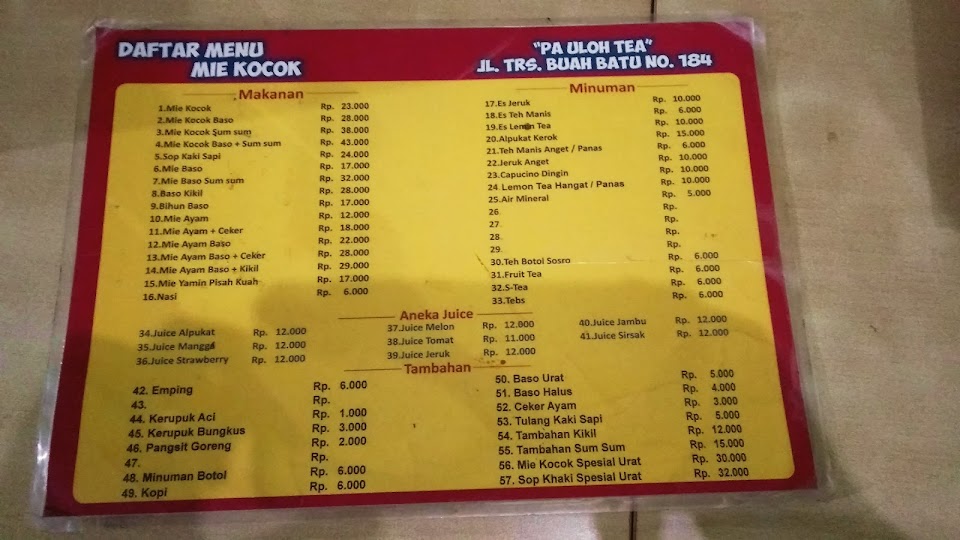 DAFTAR MENU
MIE KOCOK
"PA ULOH TEA"
JL. TRS. BUAH BATU NO. 184
Makanan
1.Mie Kocok Rp. 23.000
2.Mie Kocok Baso Rp. 28.000
3.Mie Kocok Sum sum Rp. 38.000
4.Mie Kocok Baso + Sum sum Rp. 43.000
5.Sop Kaki Sapi Rp. 24.000
6.Mie Baso Rp. 17.000
7.Mie Baso Sum sum Rp. 32.000
8.Baso Kikil Rp. 28.000
9.Bihun Baso Rp. 17.000
10.Mie Ayam Rp. 12.000
11.Mie Ayam + Ceker Rp. 18.000
12.Mie Ayam Baso Rp. 22.000
13.Mie Ayam Baso + Ceker Rp. 28.000
14.Mie Ayam Baso + Kikil Rp. 29.000
15.Mie Yamin Pisah Kuah Rp. 17.000
16.Nasi Rp. 6.000
Minuman
17.Es Jeruk Rp. 10.000
18.Es Teh Manis Rp. 6.000
19.Es Lemon Tea Rp. 10.000
20.Alpukat Kerok Rp. 15.000
21.Teh Manis Anget / Panas Rp. 6.000
22.Jeruk Anget Rp. 10.000
23.Capucino Dingin Rp. 10.000
24.Lemon Tea Hangat / Panas Rp. 10.000
25.Air Mineral Rp. 5.000
26. Rp.
27. Rp.
28. Rp.
29. Rp.
30.Teh Botol Sosro Rp. 6.000
31.Fruit Tea Rp. 6.000
32.S-Tea Rp. 6.000
33.Tebs Rp. 6.000
Aneka Juice
34.Juice Alpukat Rp. 12.000
35.Juice Mangga Rp. 12.000
36.Juice Strawberry Rp. 12.000
37.Juice Melon Rp. 12.000
38.Juice Tomat Rp. 11.000
39.Juice Jeruk Rp. 12.000
40.Juice Jambu Rp. 12.000
41.Juice Sirsak Rp. 12.000
Tambahan
42. Emping Rp. 6.000
43. Rp.
44. Kerupuk Aci Rp. 1.000
45. Kerupuk Bungkus Rp. 3.000
46. Pangsit Goreng Rp. 2.000
47. Rp.
48. Minuman Botol Rp. 6.000
49. Kopi Rp. 6.000
50. Baso Urat Rp. 5.000
51. Baso Halus Rp. 4.000
52. Ceker Ayam Rp. 3.000
53. Tulang Kaki Sapi Rp. 5.000
54. Tambahan Kikil Rp. 12.000
55. Tambahan Sum Sum Rp. 15.000
56. Mie Kocok Spesial Urat Rp. 30.000
57. Sop Khaki Spesial Urat Rp. 32.000